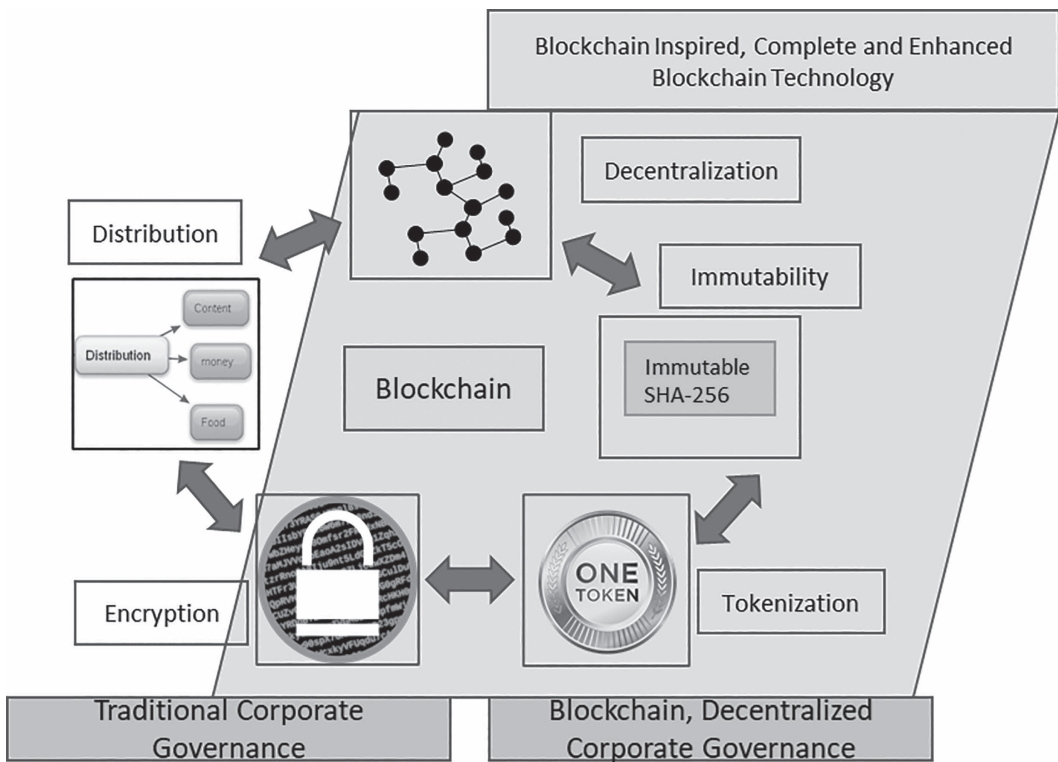 Blockchain Inspired, Complete and Enhanced
Blockchain Technology
Decentralization
Distribution
Immutability
Content
Distribution
money
Food
Blockchain
Immutable
SHA-256
Encryption
ONE
TOKEN
Tokenization
Traditional Corporate
Governance
Blockchain, Decentralized
Corporate Governance